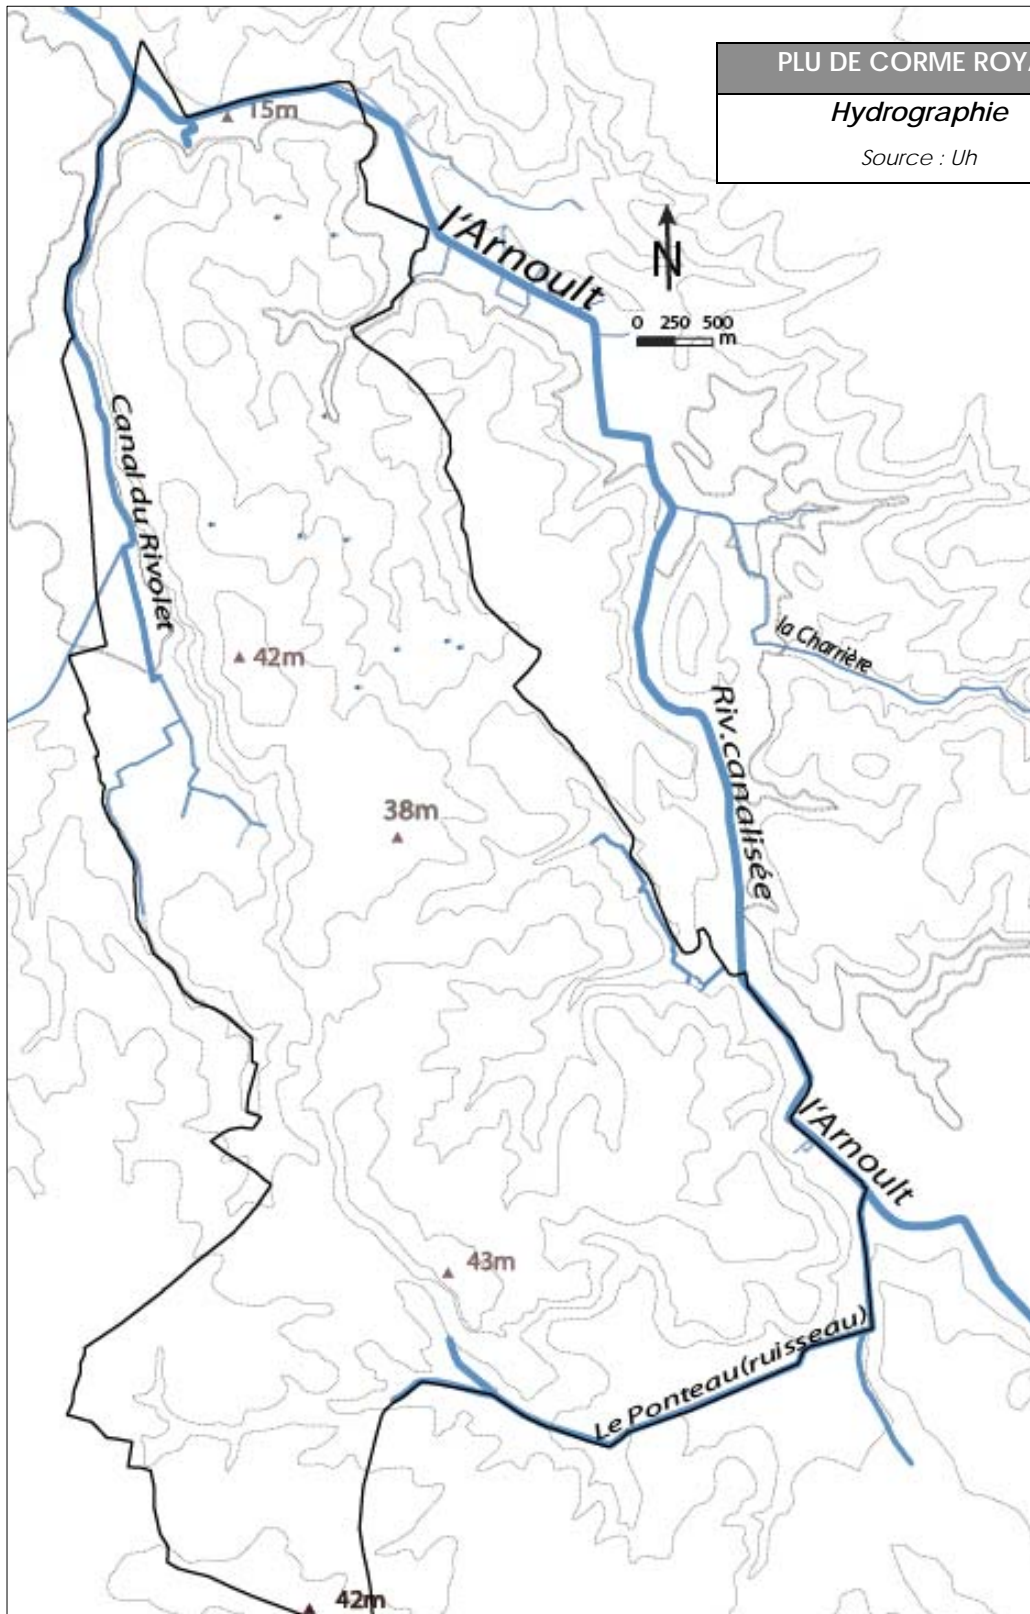 PLU DE CORME ROYA
Hydrographie
Source : Uh
15m
l'Arnoult
N
0 250 500
m
Canal du Rivolet
la Charrière
42m
Riv.canalisée
38m
l'Arnoult
43m
Le Ponteau(ruisseau)
42m